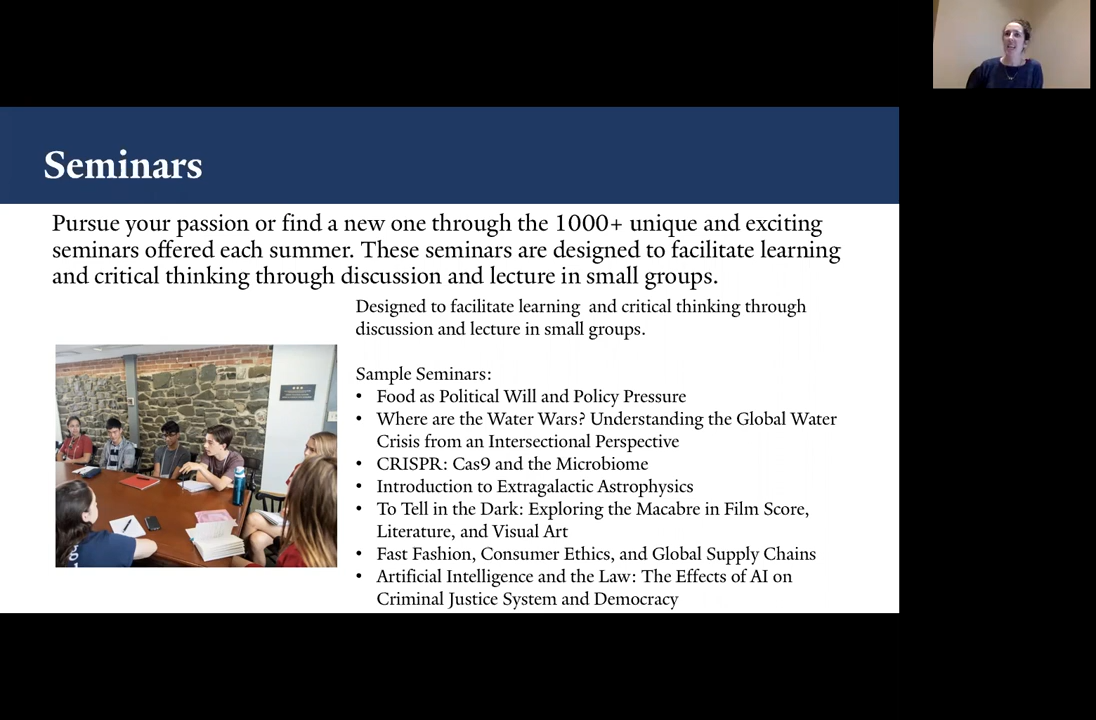 Seminars
Pursue your passion or find a new one through the 1000+ unique and exciting
seminars offered each summer. These seminars are designed to facilitate learning
and critical thinking through discussion and lecture in small groups.
Designed to facilitate learning  and critical thinking through
discussion and lecture in small groups.
Sample Seminars:
• Food as Political Will and Policy Pressure
• Where are the Water Wars? Understanding the Global Water
Crisis from an Intersectional Perspective
• CRISPR: Cas9 and the Microbiome
• Introduction to Extragalactic Astrophysics
• To Tell in the Dark: Exploring the Macabre in Film Score,
Literature, and Visual Art
• Fast Fashion, Consumer Ethics, and Global Supply Chains
• Artificial Intelligence and the Law: The Effects of AI on
Criminal Justice System and Democracy